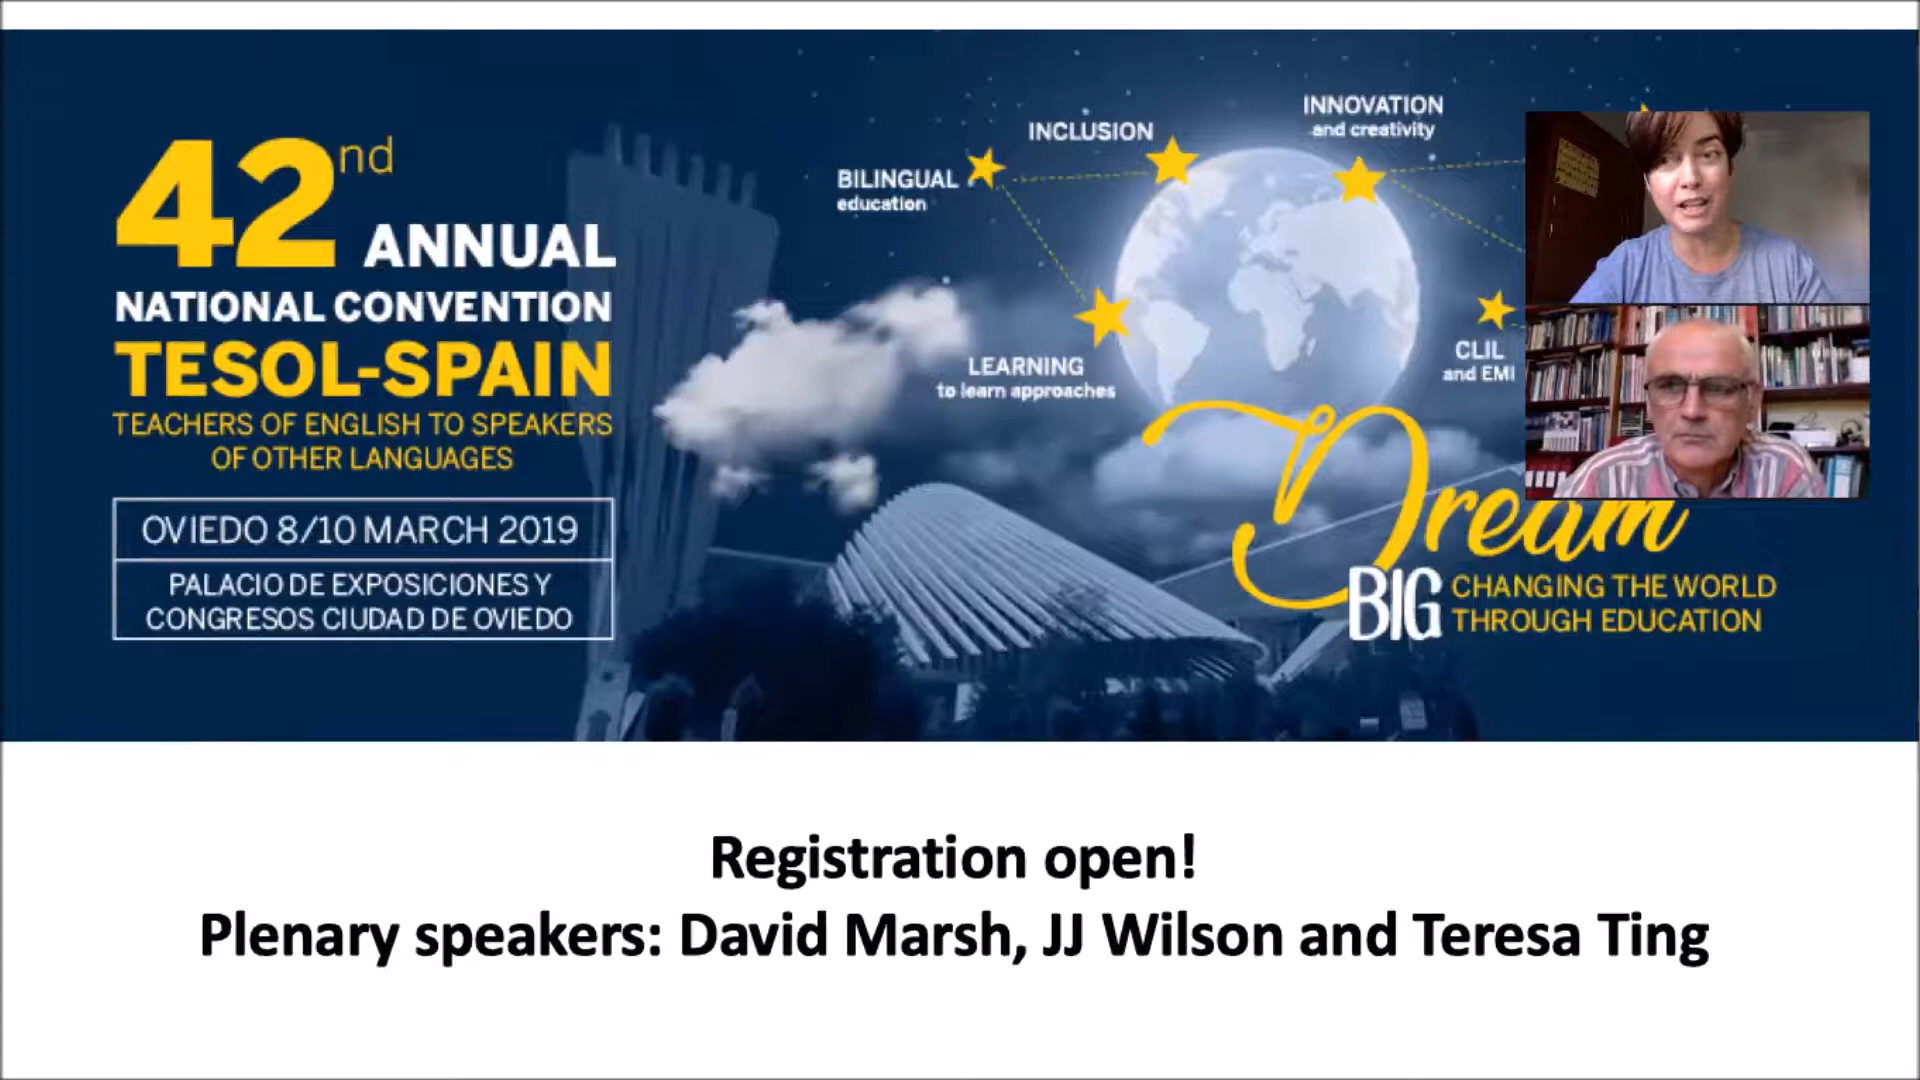 42nd
ANNUAL
NATIONAL CONVENTION
TESOL-SPAIN
TEACHERS OF ENGLISH TO SPEAKERS
OF OTHER LANGUAGES
OVIEDO 8/10 MARCH 2019
PALACIO DE EXPOSICIONES Y
CONGRESOS CIUDAD DE OVIEDO
BILINGUAL
education
INCLUSION
INNOVATION
and creativity
LEARNING
to learn approaches
CLIL
and EMI
Dream
BIG
CHANGING THE WORLD
THROUGH EDUCATION
Registration open!
Plenary speakers: David Marsh, JJ Wilson and Teresa Ting